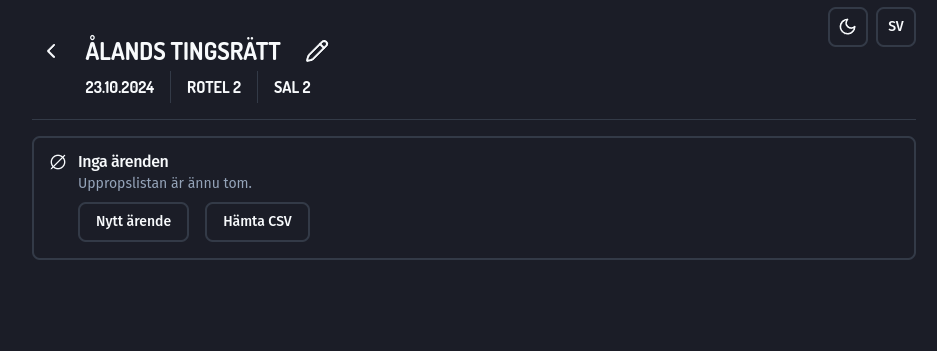 SV
ÅLANDS TINGSRÄTT
23.10.2024 ROTEL 2 SAL 2
Inga ärenden
Uppropslistan är ännu tom.
Nytt ärende Hämta CSV